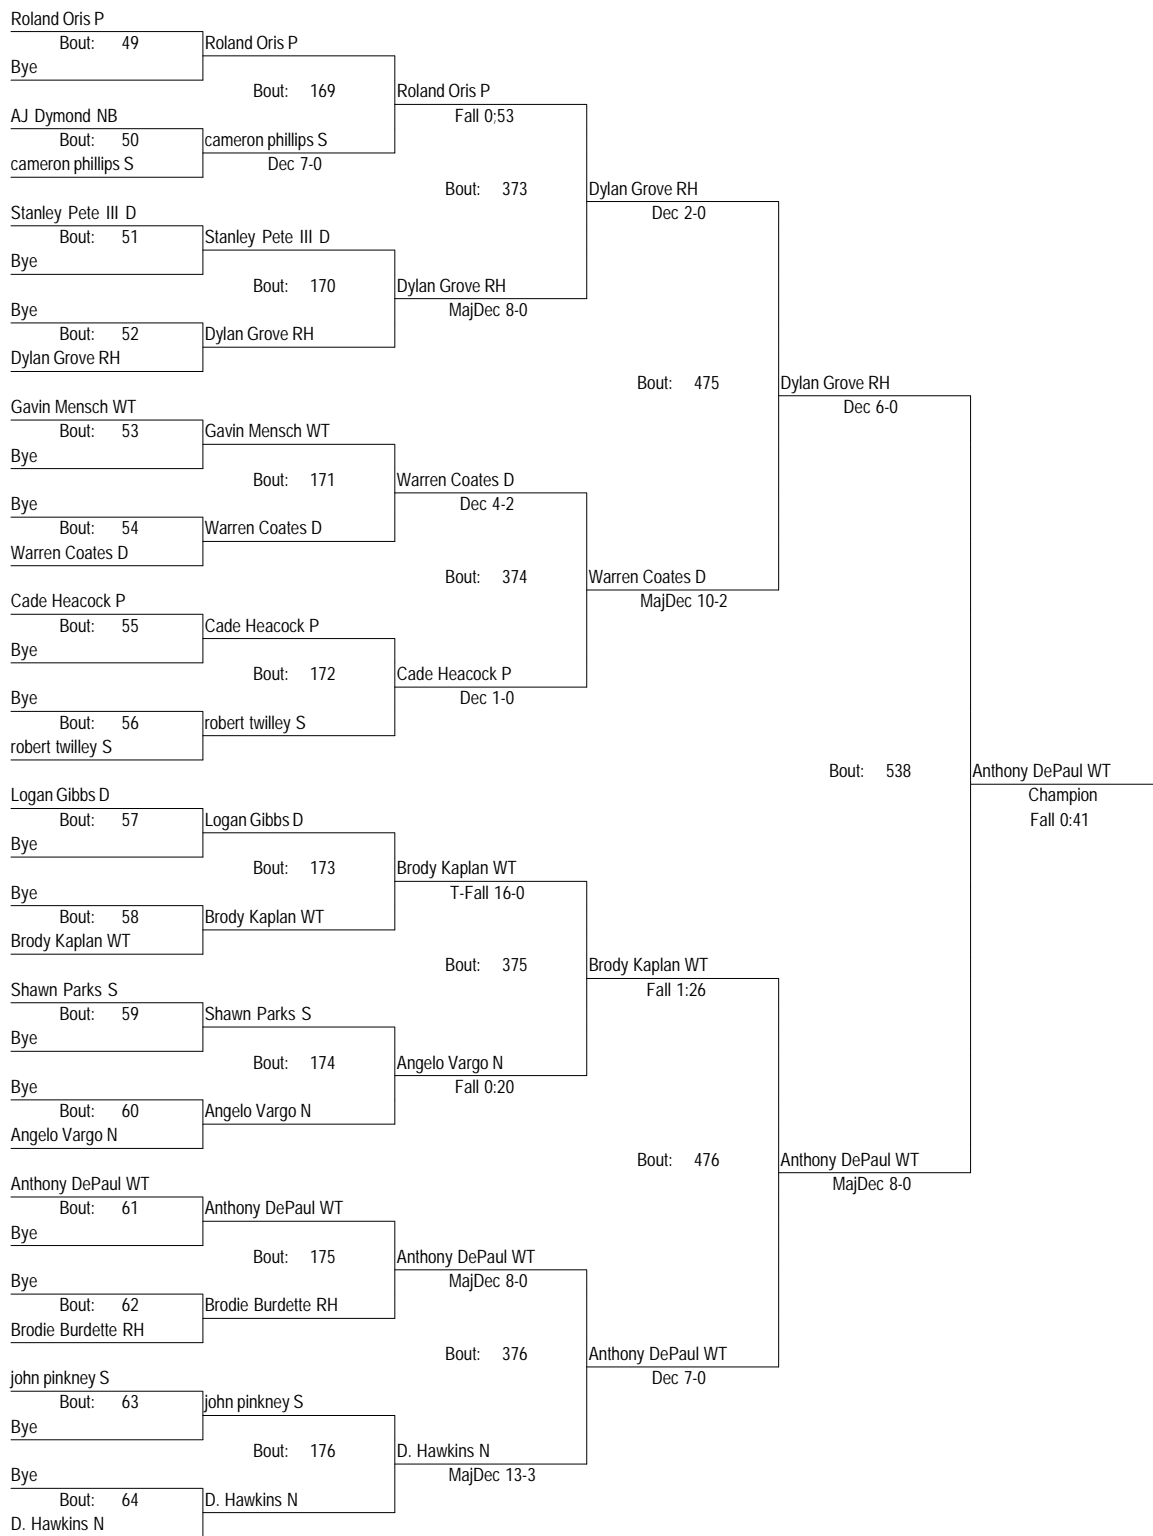 Roland Oris P
Bout: 49 Roland Oris P
Bye
Bout: 169 Roland Oris P
AJ Dymond NB Fall 0;53
Bout: 50 cameron phillips S
cameron phillips S Dec 7-0
Bout: 373 Dylan Grove RH
Stanley Pete III D Dec 2-0
Bout: 51 Stanley Pete III D
Bye
Bout: 170 Dylan Grove RH
Bye MajDec 8-0
Bout: 52 Dylan Grove RH
Dylan Grove RH
Bout: 475 Dylan Grove RH
Gavin Mensch WT Dec 6-0
Bout: 53 Gavin Mensch WT
Bye
Bout: 171 Warren Coates D
Bye Dec 4-2
Bout: 54 Warren Coates D
Warren Coates D
Bout: 374 Warren Coates D
Cade Heacock P MajDec 10-2
Bout: 55 Cade Heacock P
Bye
Bout: 172 Cade Heacock P
Bye Dec 1-0
Bout: 56 robert twilley S
robert twilley S
Bout: 538 Anthony DePaul WT
Logan Gibbs D Champion
Bout: 57 Logan Gibbs D Fall 0:41
Bye
Bout: 173 Brody Kaplan WT
Bye T-Fall 16-0
Bout: 58 Brody Kaplan WT
Brody Kaplan WT
Bout: 375 Brody Kaplan WT
Shawn Parks S Fall 1:26
Bout: 59 Shawn Parks S
Bye
Bout: 174 Angelo Vargo N
Bye Fall 0:20
Bout: 60 Angelo Vargo N
Angelo Vargo N
Bout: 476 Anthony DePaul WT
Anthony DePaul WT MajDec 8-0
Bout: 61 Anthony DePaul WT
Bye
Bout: 175 Anthony DePaul WT
Bye MajDec 8-0
Bout: 62 Brodie Burdette RH
Brodie Burdette RH
Bout: 376 Anthony DePaul WT
john pinkney S Dec 7-0
Bout: 63 john pinkney S
Bye
Bout: 176 D. Hawkins N
Bye MajDec 13-3
Bout: 64 D. Hawkins N
D. Hawkins N